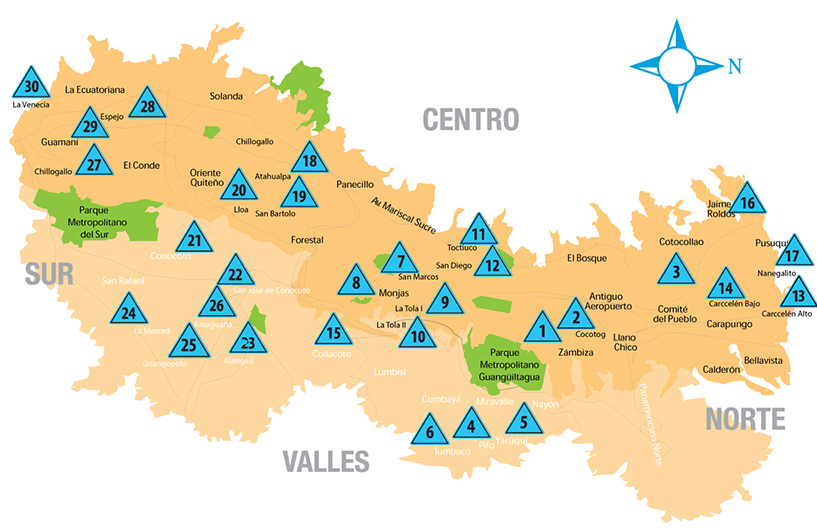 N
CENTRO
30
La Venecia
La Ecuatoriana
28
Solanda
Espejo
29
Guamaní
Chillogallo
27
El Conde
Chillogallo
18
Atahualpa
Oriente
Quiteño
20
Lloa
19
San Bartolo
Panecillo
Av. Mariscal Sucre
16
Jaime
Roldos
Parque
Metropolitano
del Sur
21
Conocoto
Forestal
11
Toctiuco
12
San Diego
El Bosque
Cotocollao
Pusuquí
17
Nanegalito
SUR
San Rafael
22
San Jose de Conocoto
7
San Marcos
8
Monjas
3
14
Carccelén Bajo
13
Carccelén Alto
24
La Merced
26
Amaguaña
9
La Tola I
Antiguo
Aeropuerto
Comité
del Pueblo
Carapungo
25
Guangopolo
23
Alangasí
15
Collacoto
10
La Tola II
1
2
Cocotog
Llano
Chico
Zámbiza
Parque
Metropolitano
Guangüiltagua
Bellavista
Calderón
Lumbisí
Cumbayá
Miravalle
Nayón
Panamericana Norte
NORTE
6
Tumbaco
4
Pifo
5
Yaruquí
VALLES